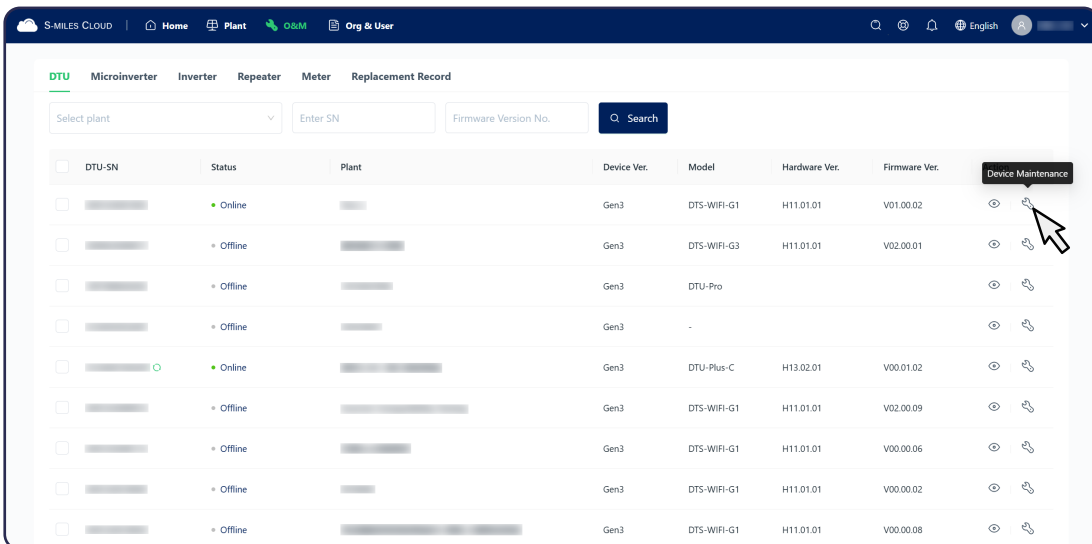 S-MILES CLOUD | Home Plant O&M Org & User English
DTU Microinverter Inverter Repeater Meter Replacement Record
Select plant Enter SN Firmware Version No. Search
DTU-SN Status Plant Device Ver. Model Hardware Ver. Firmware Ver.
Device Maintenance
Online Gen3 DTS-WIFI-G1 H11.01.01 V01.00.02
Offline Gen3 DTS-WIFI-G3 H11.01.01 V02.00.01
Offline Gen3 DTU-Pro
Offline Gen3 -
Online Gen3 DTU-Plus-C H13.02.01 V00.01.02
Offline Gen3 DTS-WIFI-G1 H11.01.01 V02.00.09
Offline Gen3 DTS-WIFI-G1 H11.01.01 V00.00.06
Offline Gen3 DTS-WIFI-G1 H11.01.01 V00.00.02
Offline Gen3 DTS-WIFI-G1 H11.01.01 V00.00.08